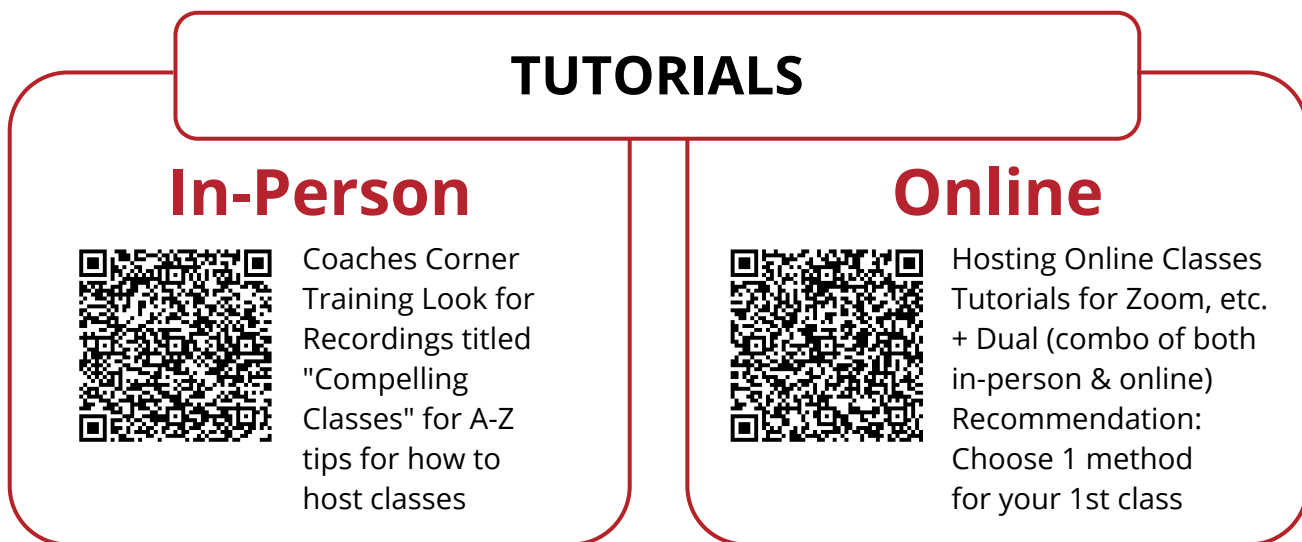 TUTORIALS
In-Person
Coaches Corner
Training Look for
Recordings titled
"Compelling
Classes" for A-Z
tips for how to
host classes
Online
Hosting Online Classes
Tutorials for Zoom, etc.
+ Dual (combo of both
in-person & online)
Recommendation:
Choose 1 method
for your 1st class